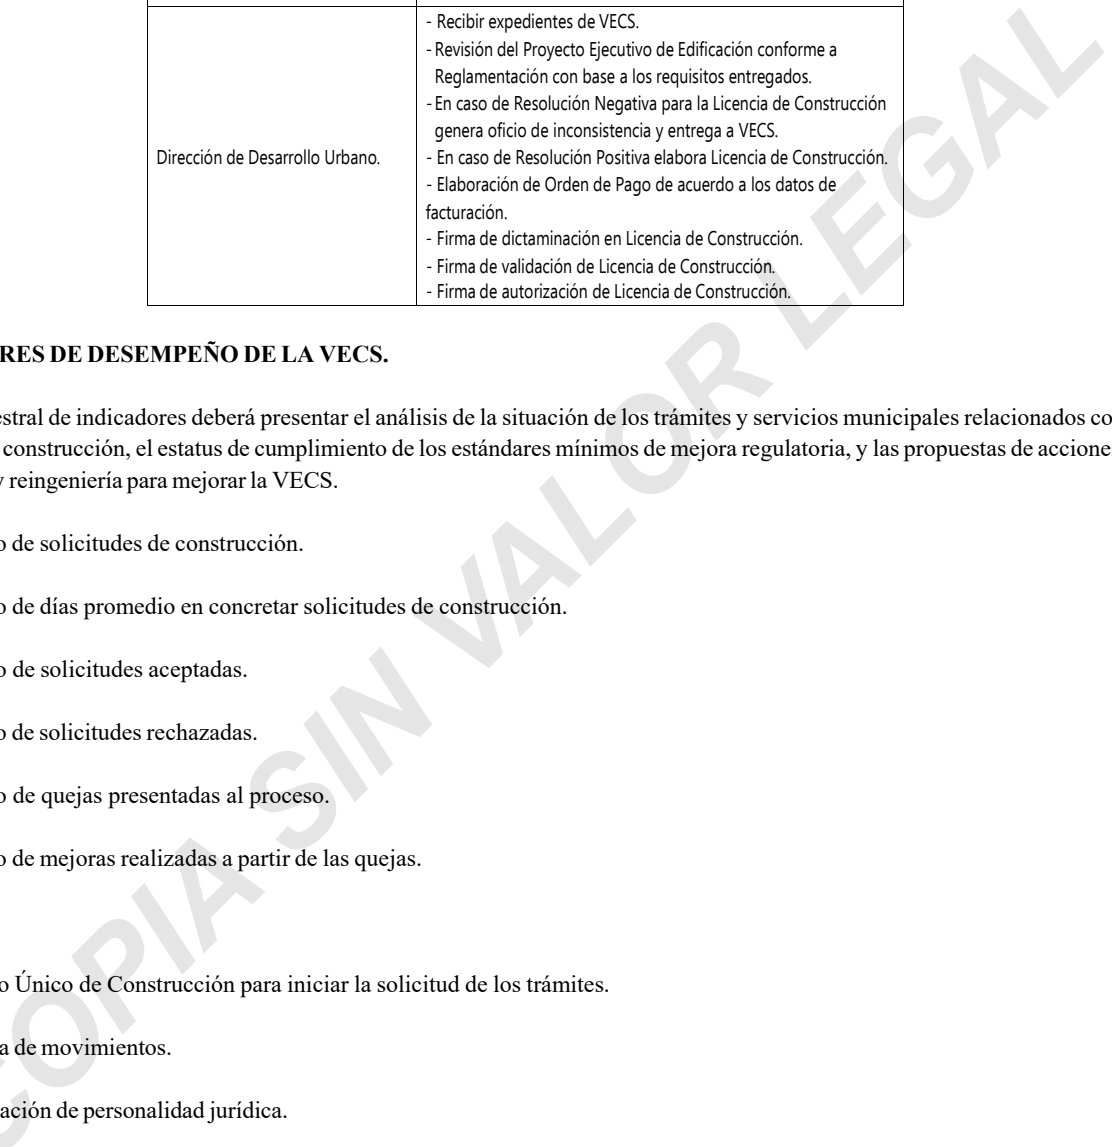 - Recibir expedientes de VECS.
- Revisión del Proyecto Ejecutivo de Edificación conforme a
Reglamentación con base a los requisitos entregados.
- En caso de Resolución Negativa para la Licencia de Construcción
genera oficio de inconsistencia y entrega a VECS.
Dirección de Desarrollo Urbano.
- En caso de Resolución Positiva elabora Licencia de Construcción.
- Elaboración de Orden de Pago de acuerdo a los datos de
facturación.
- Firma de dictaminación en Licencia de Construcción.
- Firma de validación de Licencia de Construcción.
- Firma de autorización de Licencia de Construcción.
RES DE DESEMPEÑO DE LA VECS.
estral de indicadores deberá presentar el análisis de la situación de los trámites y servicios municipales relacionados co
construcción, el estatus de cumplimiento de los estándares mínimos de mejora regulatoria, y las propuestas de accione
y reingeniería para mejorar la VECS.
o de solicitudes de construcción.
o de días promedio en concretar solicitudes de construcción.
o de solicitudes aceptadas.
o de solicitudes rechazadas.
o de quejas presentadas al proceso.
o de mejoras realizadas a partir de las quejas.
o Único de Construcción para iniciar la solicitud de los trámites.
a de movimientos.
ación de personalidad jurídica.
COPIA SIN VALOR LEGAL